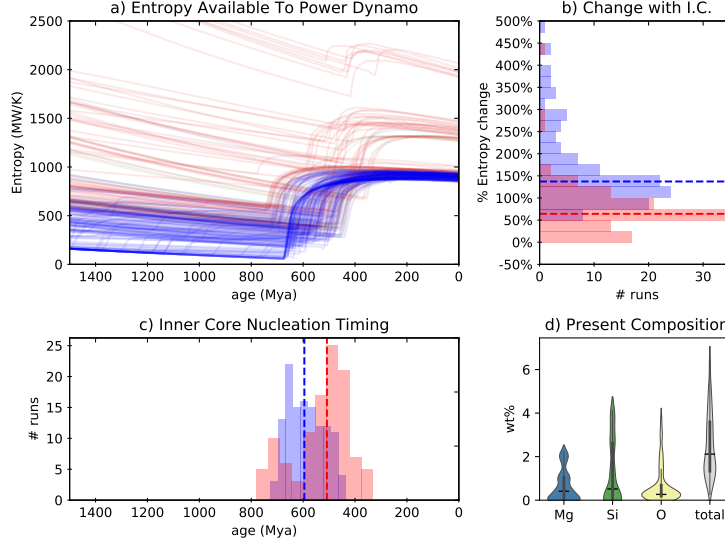 a) Entropy Available To Power Dynamo
2500
2000
1500
1000
500
0
Entropy (MW/K)
1400 1200 1000 800 600 400 200 0
age (Mya)
b) Change with I.C.
500%
450%
400%
350%
300%
250%
200%
150%
100%
50%
0%
-50%
% Entropy change
0 10 20 30
# runs
c) Inner Core Nucleation Timing
25
20
15
10
5
0
# runs
1400 1200 1000 800 600 400 200 0
age (Mya)
d) Present Composition
6
4
2
0
wt%
Mg Si O total